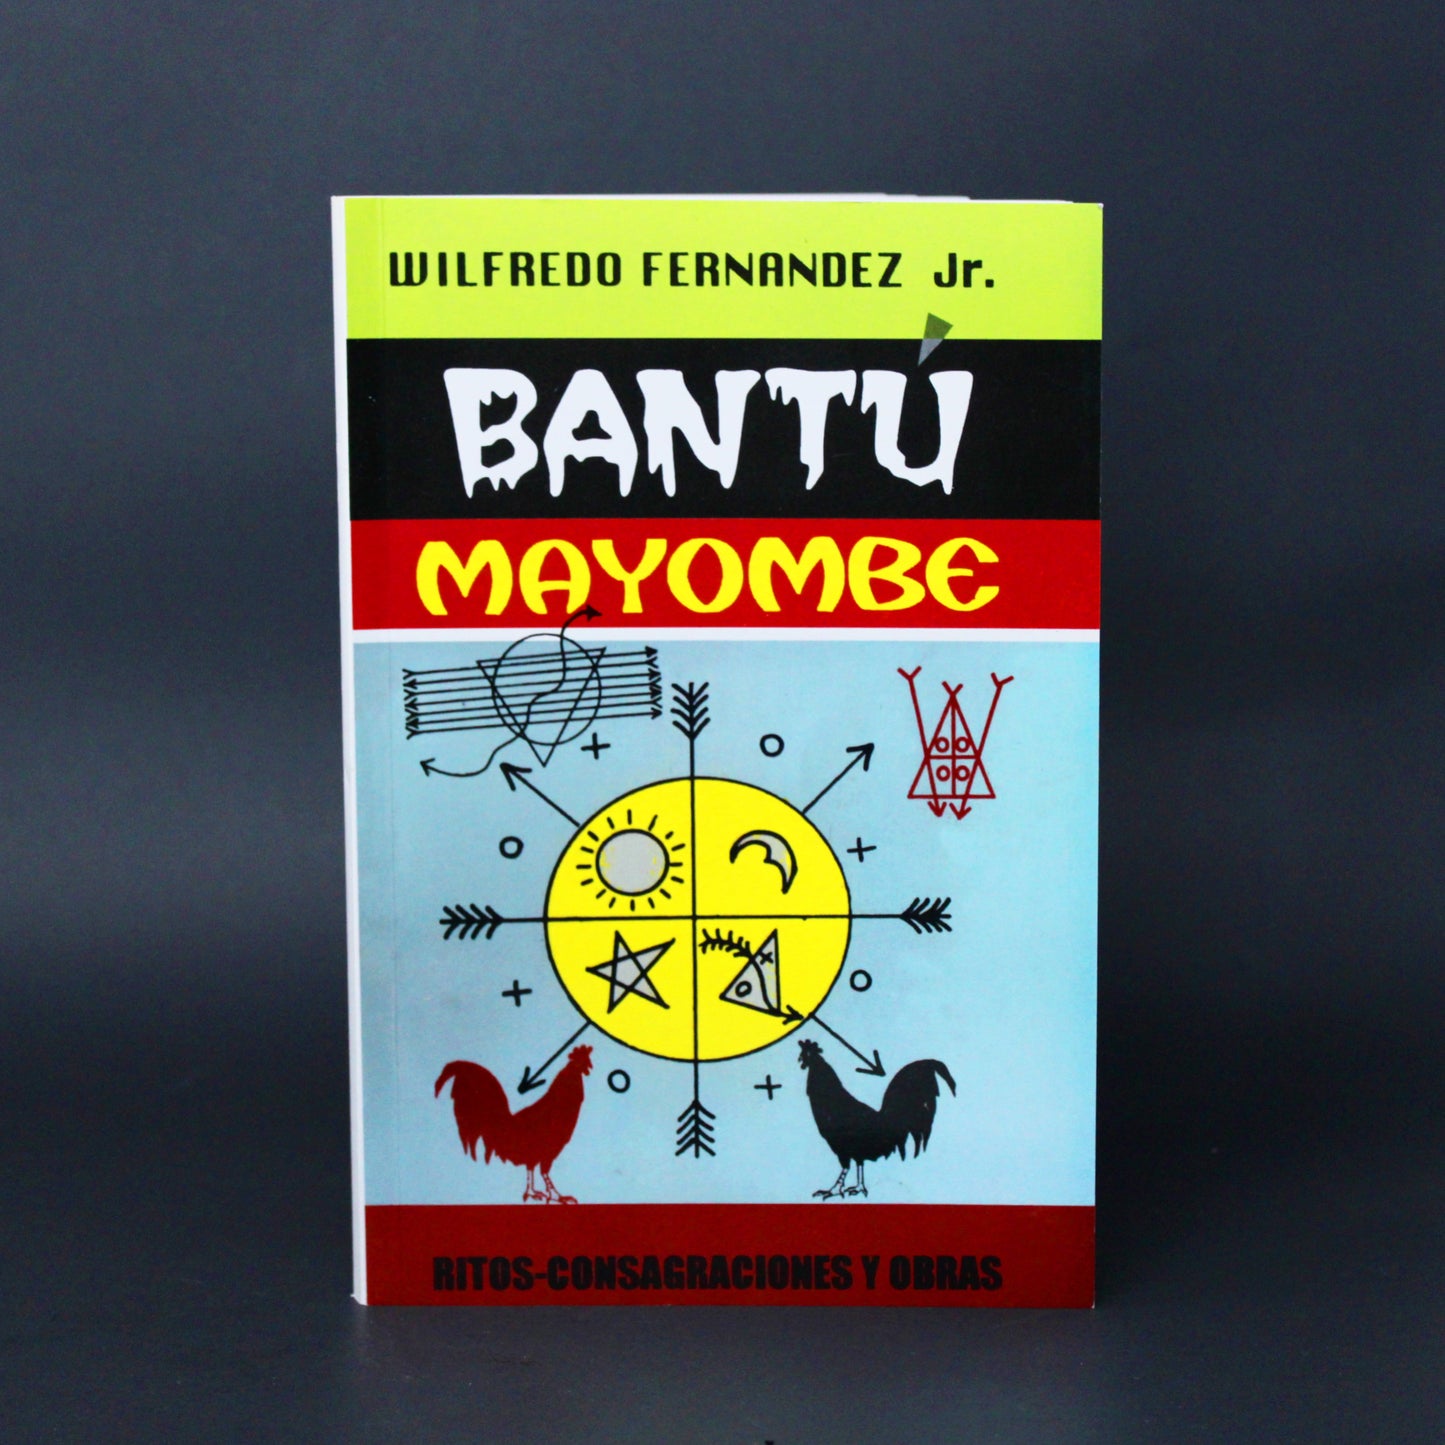 WILFREDO FERNANDEZ Jr.
BANTÚ
MAYOMBE
RITOS-CONSAGRACIONES Y OBRAS